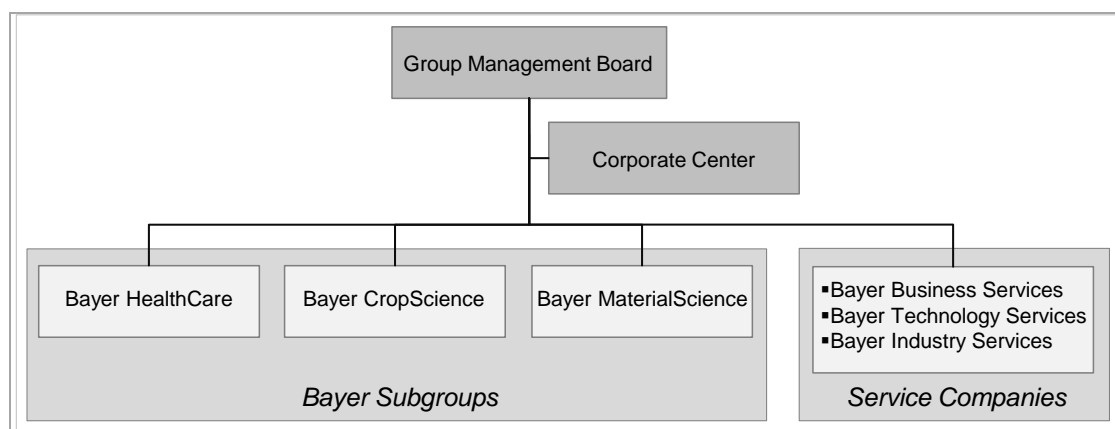 Group Management Board
Corporate Center
Bayer HealthCare
Bayer CropScience
Bayer MaterialScience
▪Bayer Business Services
▪Bayer Technology Services
▪Bayer Industry Services
Bayer Subgroups
Service Companies